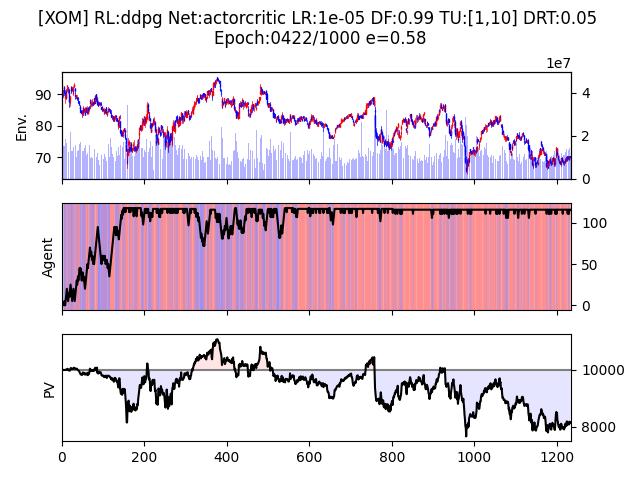 [XOM] RL:ddpg Net:actorcritic LR:1e-05 DF:0.99 TU:[1,10] DRT:0.05
Epoch:0422/1000 e=0.58
1e7
Env.
90
80
70
4
2
0
Agent
100
50
0
PV
10000
8000
0 200 400 600 800 1000 1200